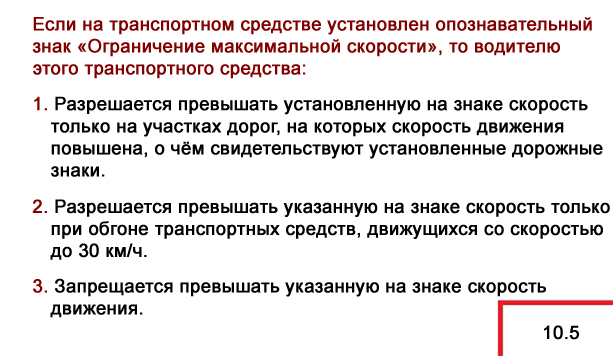 Если на транспортном средстве установлен опознавательный
знак «Ограничение максимальной скорости», то водителю
этого транспортного средства:
1. Разрешается превышать установленную на знаке скорость
только на участках дорог, на которых скорость движения
повышена, о чём свидетельствуют установленные дорожные
знаки.
2. Разрешается превышать указанную на знаке скорость только
при обгоне транспортных средств, движущихся со скоростью
до 30 км/ч.
3. Запрещается превышать указанную на знаке скорость
движения.
10.5